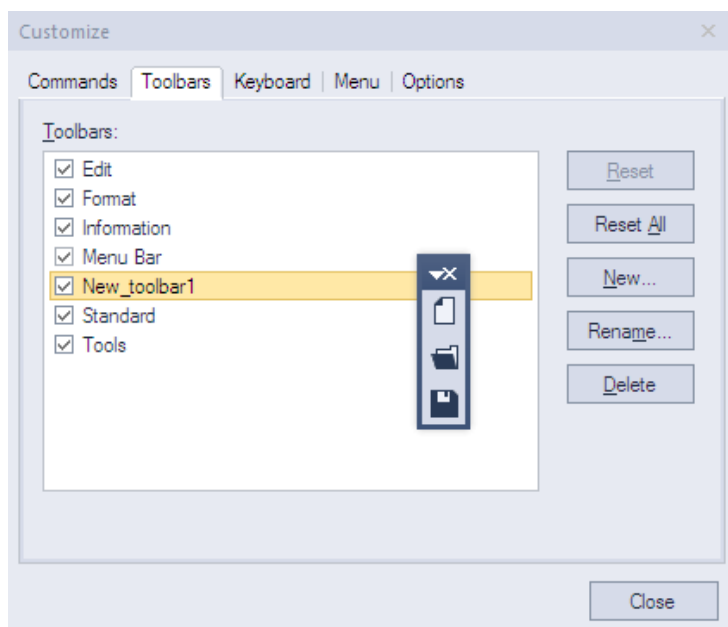 Customize
Commands Toolbars Keyboard Menu Options
Toolbars:
Edit
Format
Information
Menu Bar
New_toolbar1
Standard
Tools
Reset
Reset All
New...
Rename...
Delete
Close